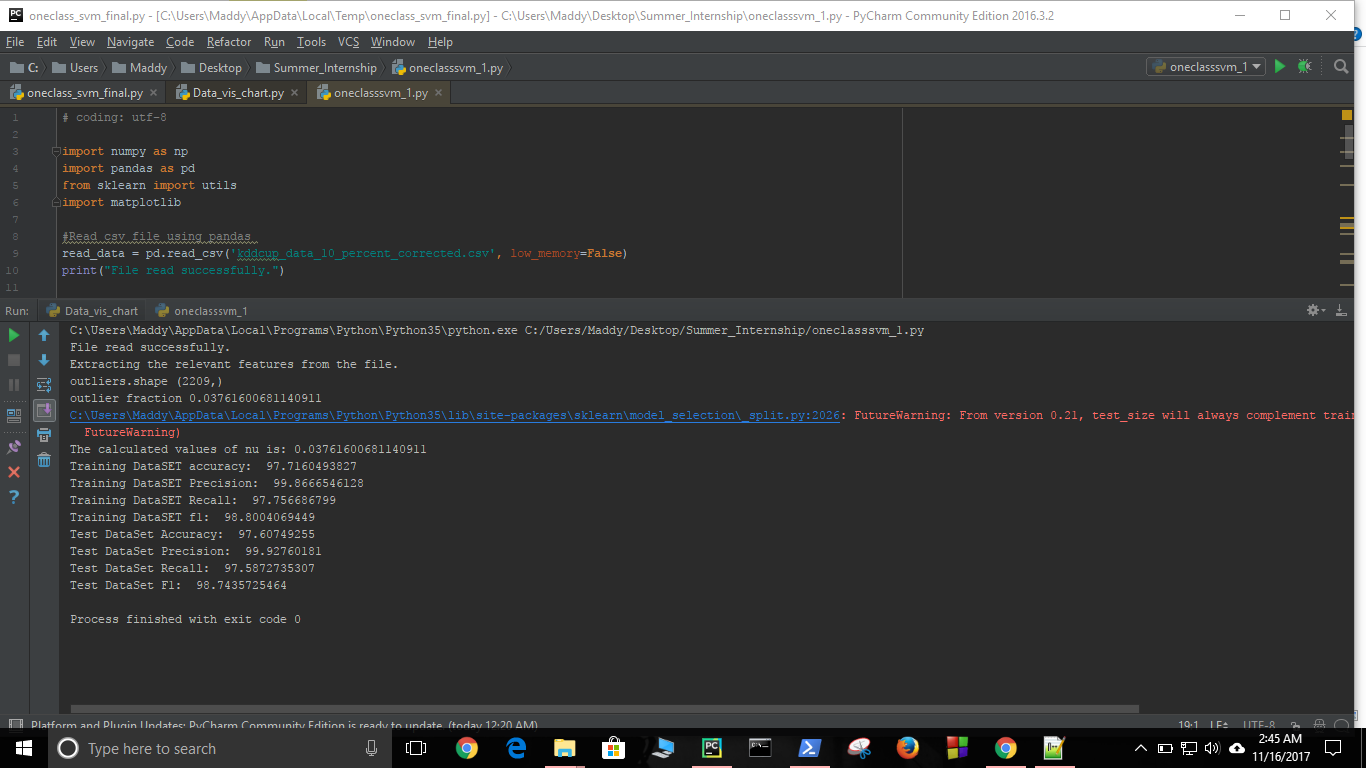 oneclass_svm_final.py - [C:\Users\Maddy\AppData\Local\Temp\oneclass_svm_final.py] - C:\Users\Maddy\Desktop\Summer_Internship\oneclasssvm_1.py - PyCharm Community Edition 2016.3.2
File Edit View Navigate Code Refactor Run Tools VCS Window Help
C: Users Maddy Desktop Summer_Internship oneclasssvm_1.py oneclasssvm_1
oneclass_svm_final.py Data_vis_chart.py oneclasssvm_1.py
1 # coding: utf-8
2
3 import numpy as np
4 import pandas as pd
5 from sklearn import utils
6 import matplotlib
7
8 #Read csv file using pandas
9 read_data = pd.read_csv('kddcup_data_10_percent_corrected.csv', low_memory=False)
10 print("File read successfully.")
11
Run: Data_vis_chart oneclasssvm_1
C:\Users\Maddy\AppData\Local\Programs\Python\Python35\python.exe C:/Users/Maddy/Desktop/Summer_Internship/oneclasssvm_1.py
File read successfully.
Extracting the relevant features from the file.
outliers.shape (2209,)
outlier fraction 0.03761600681140911
C:\Users\Maddy\AppData\Local\Programs\Python\Python35\lib\site-packages\sklearn\model_selection\_split.py:2026: FutureWarning: From version 0.21, test_size will always complement trai
FutureWarning)
The calculated values of nu is: 0.03761600681140911
Training DataSET accuracy: 97.7160493827
Training DataSET Precision: 99.8666546128
Training DataSET Recall: 97.756686799
Training DataSET f1: 98.8004069449
Test DataSet Accuracy: 97.60749255
Test DataSet Precision: 99.92760181
Test DataSet Recall: 97.5872735307
Test DataSet F1: 98.7435725464
Process finished with exit code 0
Platform and Plugin Updates: PyCharm Community Edition is ready to update. (today 12:20 AM) 19:1 LF UTF-8
Type here to search
2:45 AM
11/16/2017